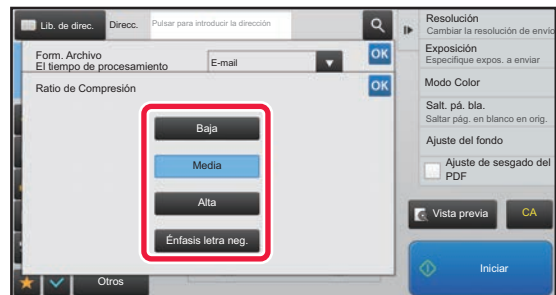 Lib. de direc.
Direcc.
Pulsar para introducir la dirección
Form. Archivo
El tiempo de procesamiento
E-mail
OK
Ratio de Compresión
OK
Baja
Media
Alta
Énfasis letra neg.
Otros
Resolución
Cambiar la resolución de envío
Exposición
Especifique expos. a enviar
Modo Color
Salt. pá. bla.
Saltar pág. en blanco en orig.
Ajuste del fondo
Ajuste de sesgado del
PDF
Vista previa
CA
Iniciar